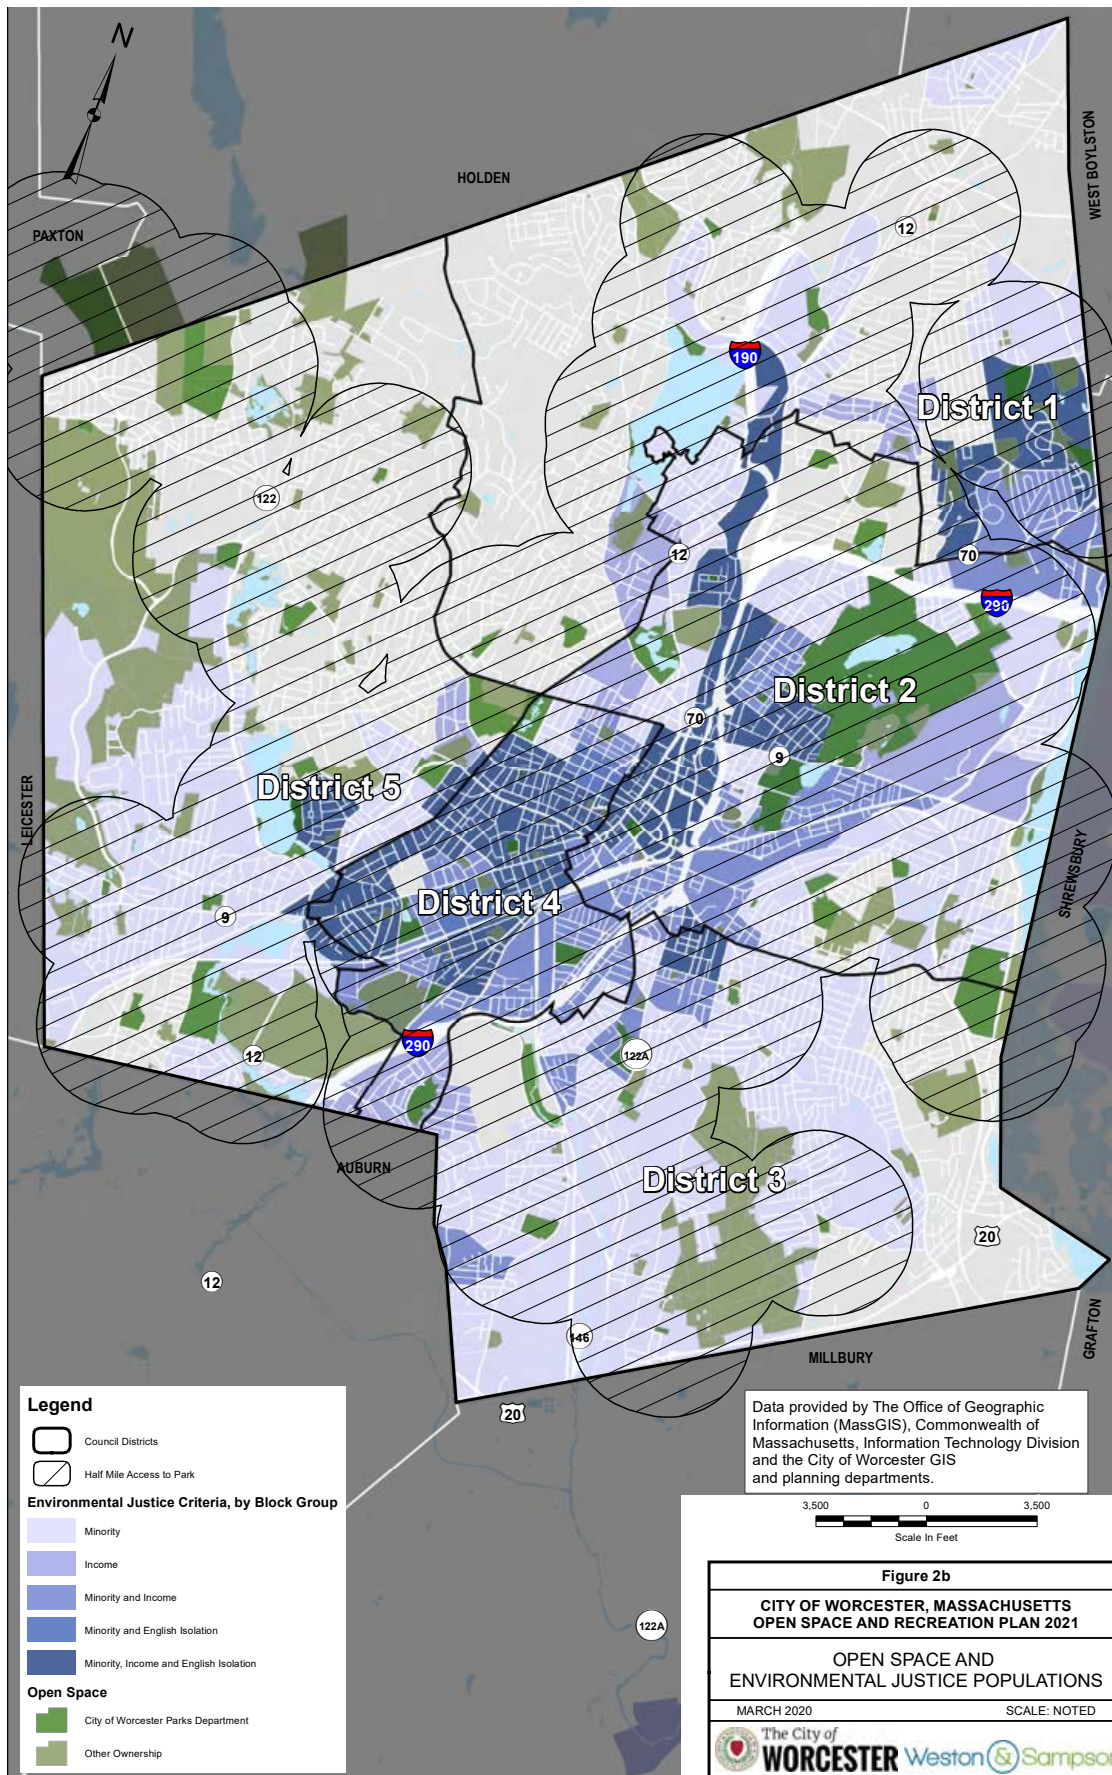 N
HOLDEN
WEST BOYLSTON
PAXTON
12
190
District 1
122
12
70
290
District 2
70
9
District 5
LEICESTER
SHREWSBURY
District 4
9
290
12
122A
AUBURN
District 3
20
12
146
MILLBURY
GRAFTON
20
Legend
Council Districts
Half Mile Access to Park
Environmental Justice Criteria, by Block Group
Minority
Income
Minority and Income
Minority and English Isolation
Minority, Income and English Isolation
Open Space
City of Worcester Parks Department
Other Ownership
122A
Data provided by The Office of Geographic
Information (MassGIS), Commonwealth of
Massachusetts, Information Technology Division
and the City of Worcester GIS
and planning departments.
3,500 0 3,500
Scale In Feet
Figure 2b
CITY OF WORCESTER, MASSACHUSETTS
OPEN SPACE AND RECREATION PLAN 2021
OPEN SPACE AND
ENVIRONMENTAL JUSTICE POPULATIONS
MARCH 2020 SCALE: NOTED
The City of
WORCESTER
Weston & Sampson